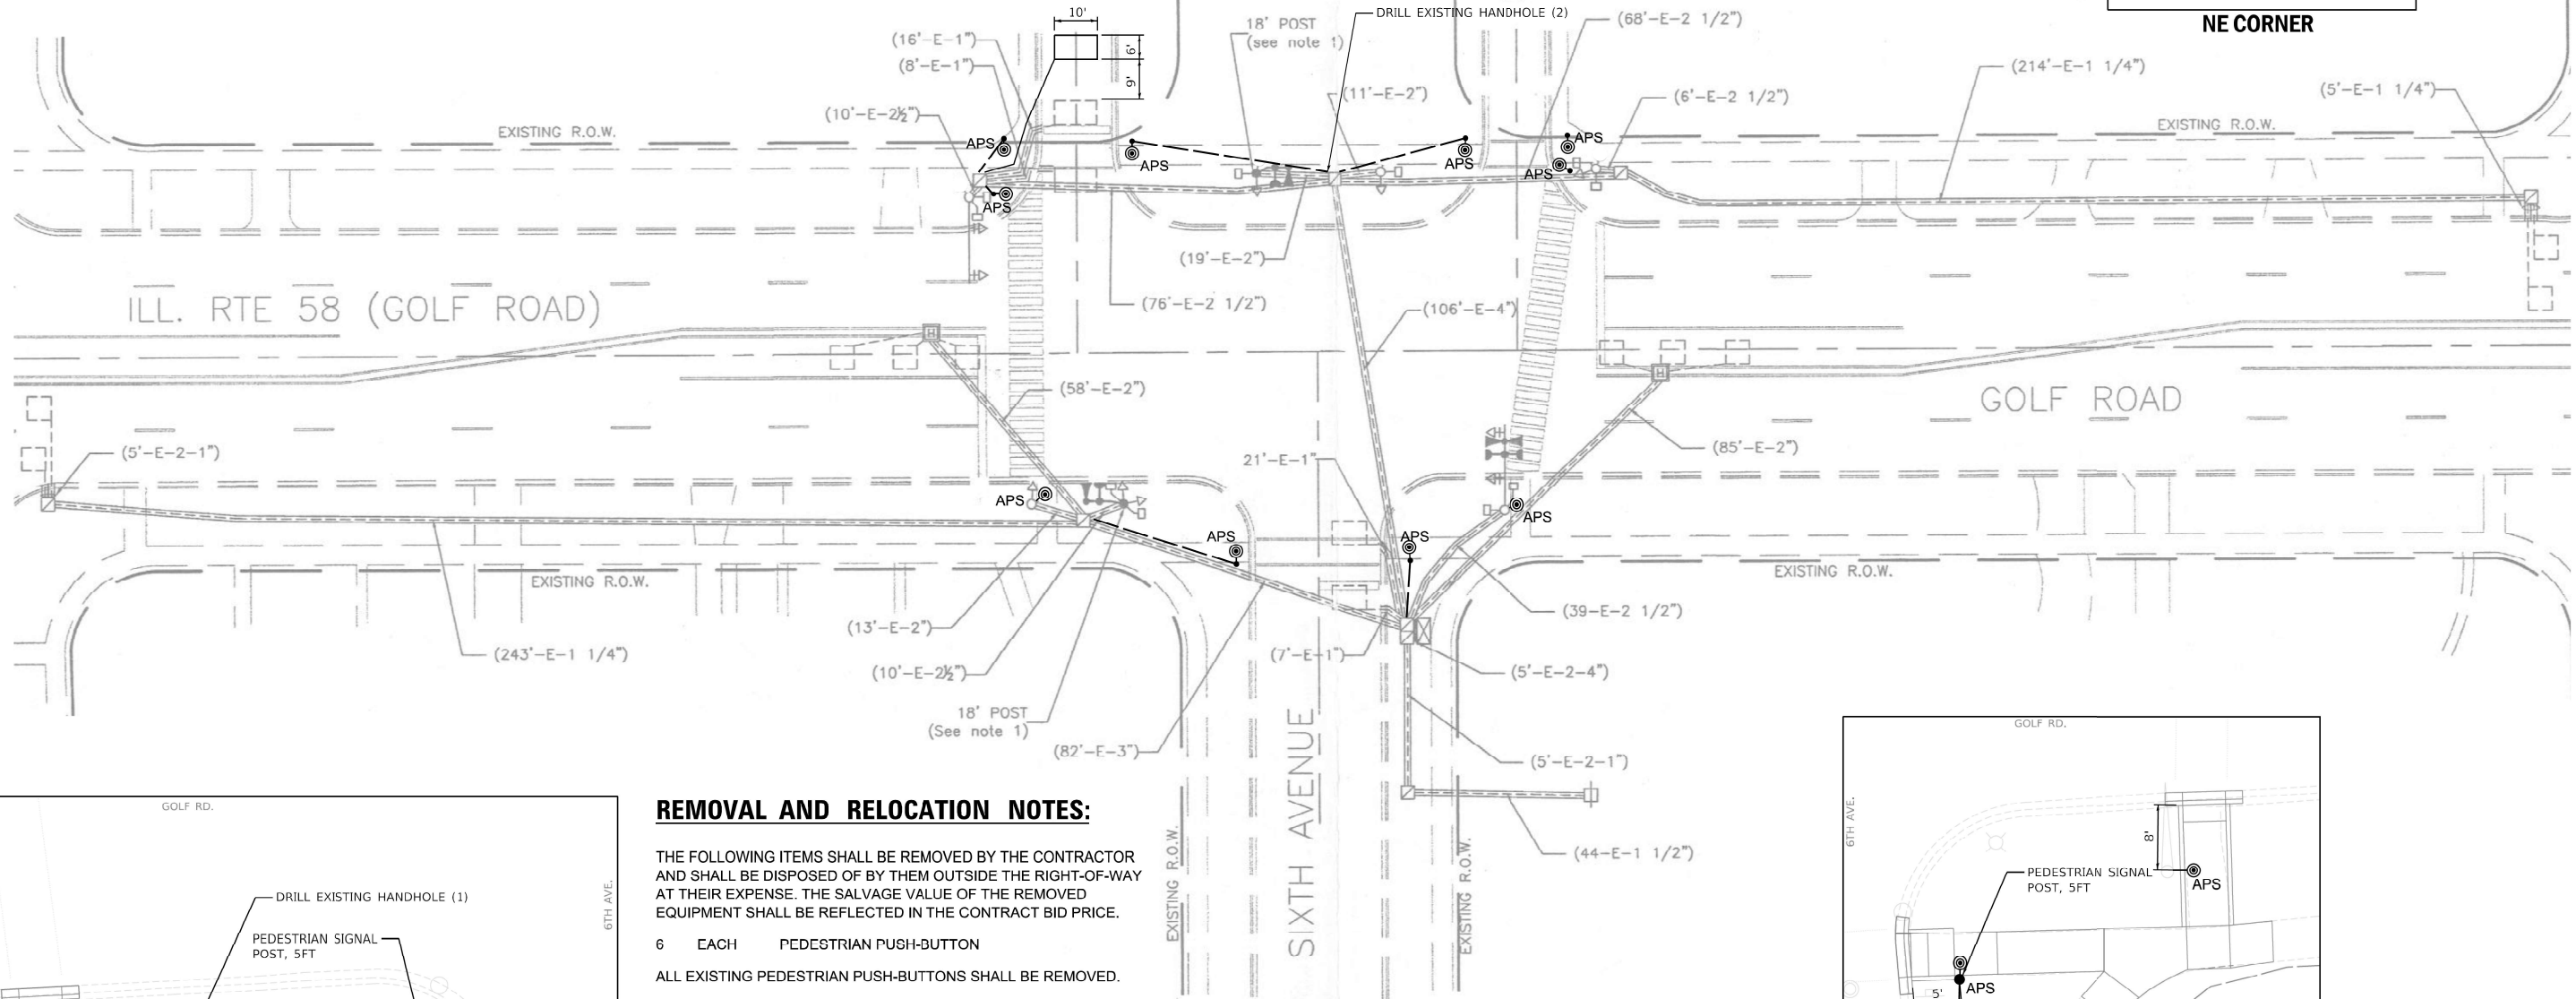 10'
6'
9'
18' POST
(see note 1)
DRILL EXISTING HANDHOLE (2)
(68'-E-2 1/2")
NE CORNER
(16'-E-1")
(8'-E-1")
(10'-E-2½")
(11'-E-2")
(6'-E-2 1/2")
(214'-E-1 1/4")
(5'-E-1 1/4")
EXISTING R.O.W.
EXISTING R.O.W.
APS
APS
APS
APS
APS
APS
(19'-E-2")
(76'-E-2 1/2")
ILL. RTE 58 (GOLF ROAD)
(106'-E-4")
H
H
(58'-E-2")
GOLF ROAD
(5'-E-2-1")
21'-E-1"
(85'-E-2")
APS
APS
APS
APS
EXISTING R.O.W.
EXISTING R.O.W.
(13'-E-2")
(243'-E-1 1/4")
(10'-E-2½")
(7'-E-1")
(39-E-2 1/2")
(5'-E-2-4")
18' POST
(See note 1)
(82'-E-3")
(5'-E-2-1")
(44-E-1 1/2")
EXISTING R.O.W.
SIXTH AVENUE
EXISTING R.O.W.
GOLF RD.
6TH AVE.
DRILL EXISTING HANDHOLE (1)
PEDESTRIAN SIGNAL
POST, 5FT
REMOVAL AND RELOCATION NOTES:
THE FOLLOWING ITEMS SHALL BE REMOVED BY THE CONTRACTOR
AND SHALL BE DISPOSED OF BY THEM OUTSIDE THE RIGHT-OF-WAY
AT THEIR EXPENSE. THE SALVAGE VALUE OF THE REMOVED
EQUIPMENT SHALL BE REFLECTED IN THE CONTRACT BID PRICE.
6 EACH PEDESTRIAN PUSH-BUTTON
ALL EXISTING PEDESTRIAN PUSH-BUTTONS SHALL BE REMOVED.
GOLF RD.
6TH AVE.
8'
PEDESTRIAN SIGNAL
POST, 5FT
APS
5'
APS